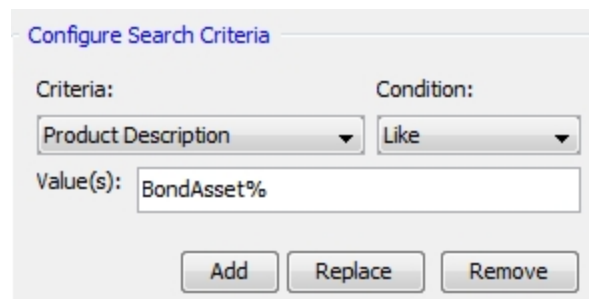 Configure Search Criteria
Criteria: Condition:
Product Description Like
Value(s): BondAsset%
Add Replace Remove